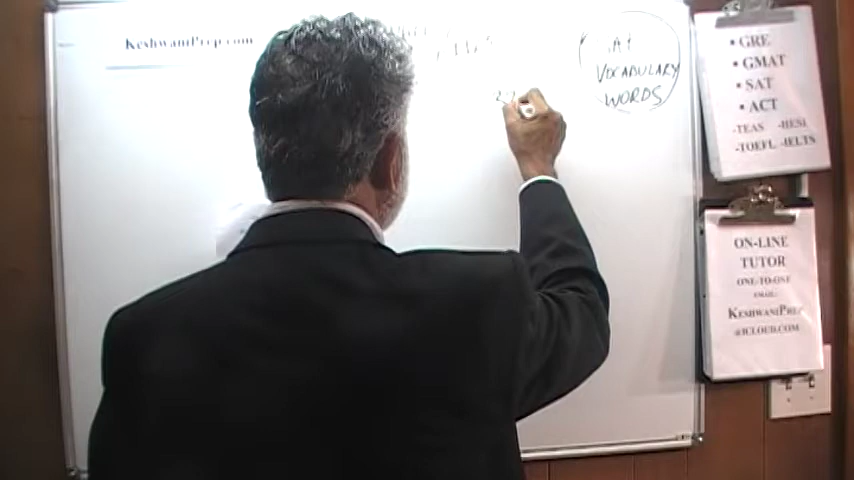 KeshwaniPrep.com
SAT
VOCABULARY
WORDS
• GRE
• GMAT
• SAT
• ACT
-TEAS -HESI
-TOEFL -IELTS
ON-LINE
TUTOR
ONE-TO-ONE
EMAIL:
KESHWANIPREP
@ICLOUD.COM